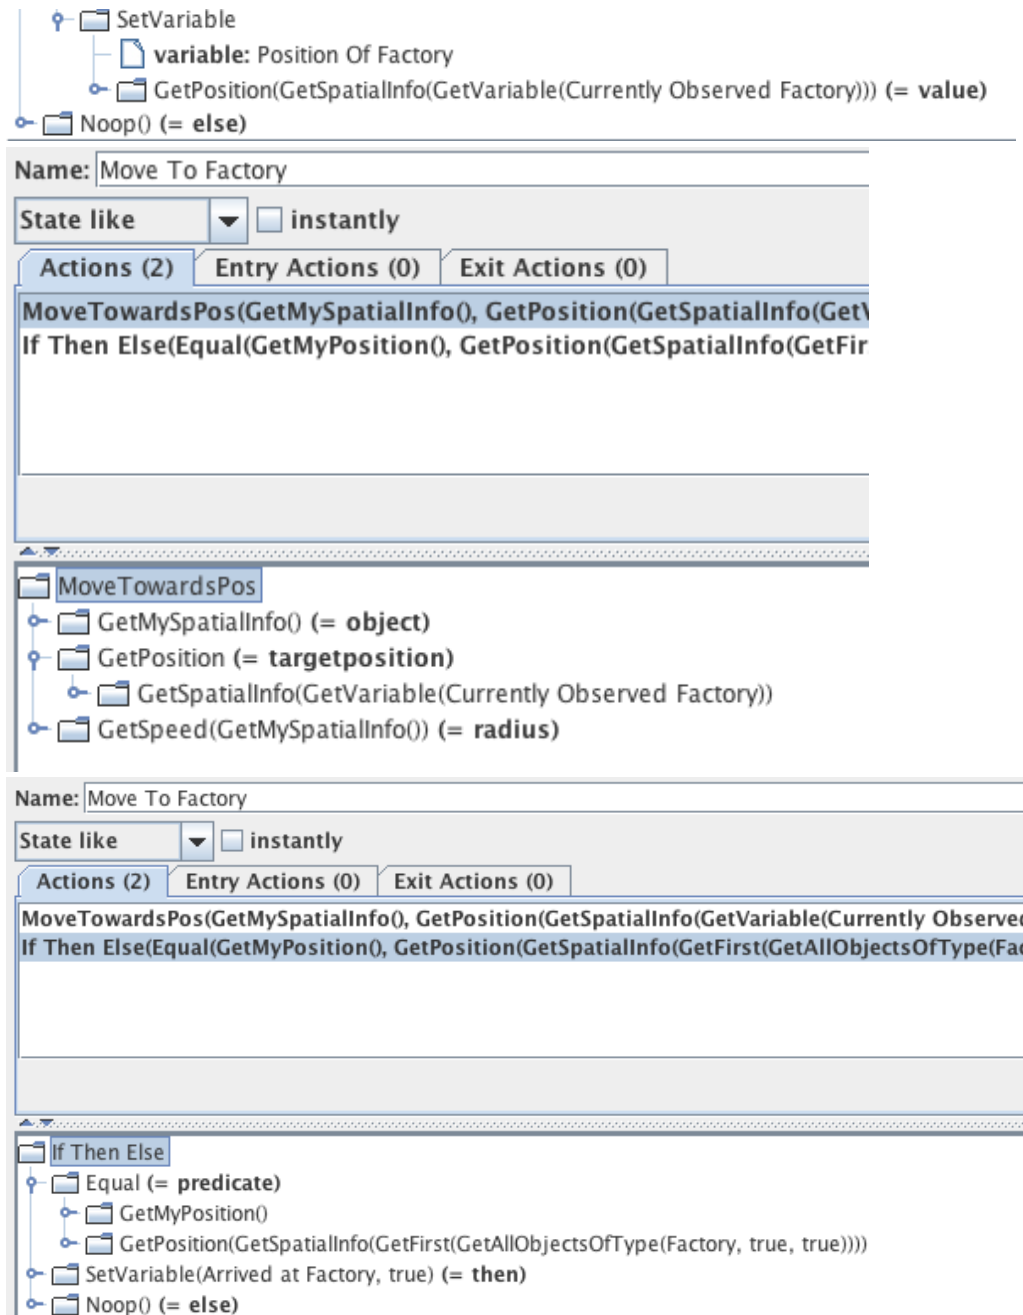 SetVariable
variable: Position Of Factory
GetPosition(GetSpatialInfo(GetVariable(Currently Observed Factory))) (= value)
Noop() (= else)
Name: Move To Factory
State like instantly
Actions (2) Entry Actions (0) Exit Actions (0)
MoveTowardsPos(GetMySpatialInfo(), GetPosition(GetSpatialInfo(GetV
If Then Else(Equal(GetMyPosition(), GetPosition(GetSpatialInfo(GetFir
MoveTowardsPos
GetMySpatialInfo() (= object)
GetPosition (= targetposition)
GetSpatialInfo(GetVariable(Currently Observed Factory))
GetSpeed(GetMySpatialInfo()) (= radius)
Name: Move To Factory
State like instantly
Actions (2) Entry Actions (0) Exit Actions (0)
MoveTowardsPos(GetMySpatialInfo(), GetPosition(GetSpatialInfo(GetVariable(Currently Observed
If Then Else(Equal(GetMyPosition(), GetPosition(GetSpatialInfo(GetFirst(GetAllObjectsOfType(Fac
If Then Else
Equal (= predicate)
GetMyPosition()
GetPosition(GetSpatialInfo(GetFirst(GetAllObjectsOfType(Factory, true, true))))
SetVariable(Arrived at Factory, true) (= then)
Noop() (= else)